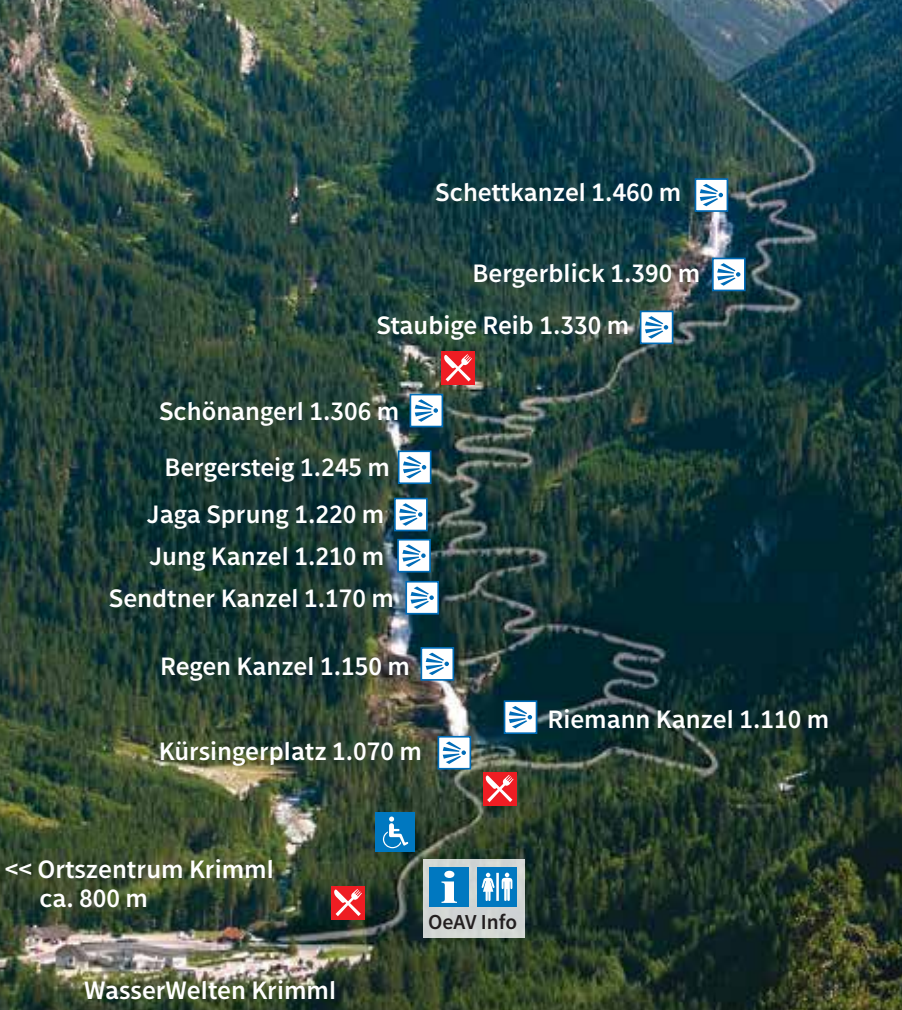 Schettkanzel 1.460 m
Bergerblick 1.390 m
Staubige Reib 1.330 m
Schönangerl 1.306 m
Bergersteig 1.245 m
Jaga Sprung 1.220 m
Jung Kanzel 1.210 m
Sendtner Kanzel 1.170 m
Regen Kanzel 1.150 m
Riemann Kanzel 1.110 m
Kürsingerplatz 1.070 m
<< Ortszentrum Krimml
ca. 800 m
i
OeAV Info
WasserWelten Krimml